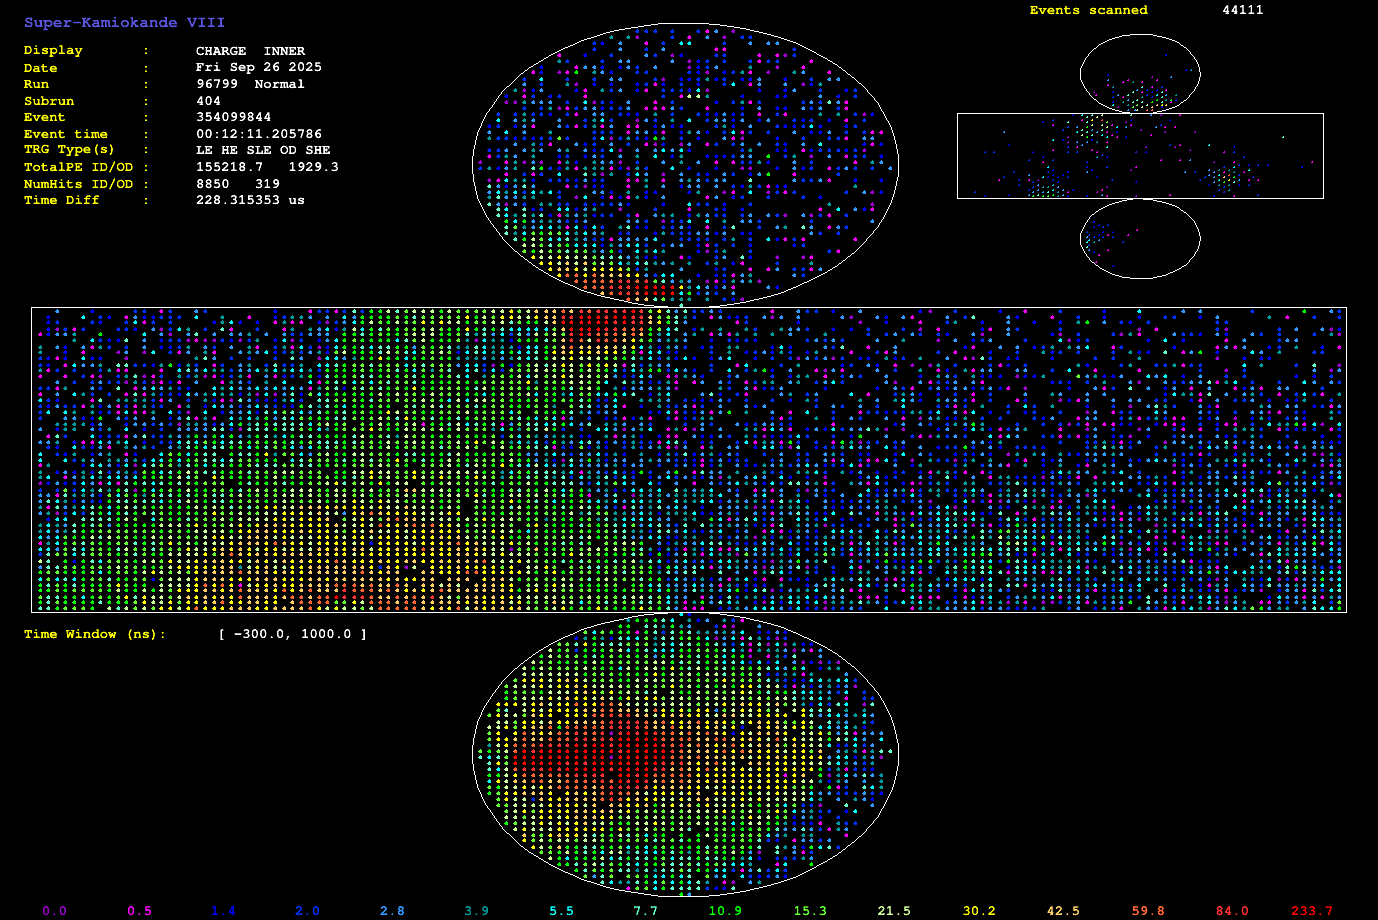 Super-Kamiokande VIII
Events scanned 44111
Display : CHARGE INNER
Date : Fri Sep 26 2025
Run : 96799 Normal
Subrun : 404
Event : 354099844
Event time : 00:12:11.205786
TRG Type(s) : LE HE SLE OD SHE
TotalPE ID/OD : 155218.7 1929.3
NumHits ID/OD : 8850 319
Time Diff : 228.315353 us
Time Window (ns): [ -300.0, 1000.0 ]
0.0 0.5 1.4 2.0 2.8 3.9 5.5 7.7 10.9 15.3 21.5 30.2 42.5 59.8 84.0 233.7